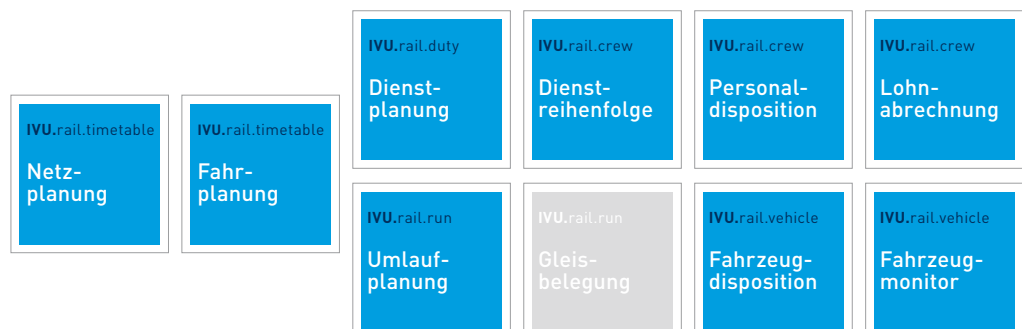 IVU.rail.timetable
Netz-
planung
IVU.rail.timetable
Fahr-
planung
IVU.rail.duty
Dienst-
planung
IVU.rail.crew
Dienst-
reihenfolge
IVU.rail.crew
Personal-
disposition
IVU.rail.crew
Lohn-
abrechnung
IVU.rail.run
Umlauf-
planung
IVU.rail.run
Gleis-
belegung
IVU.rail.vehicle
Fahrzeug-
disposition
IVU.rail.vehicle
Fahrzeug-
monitor